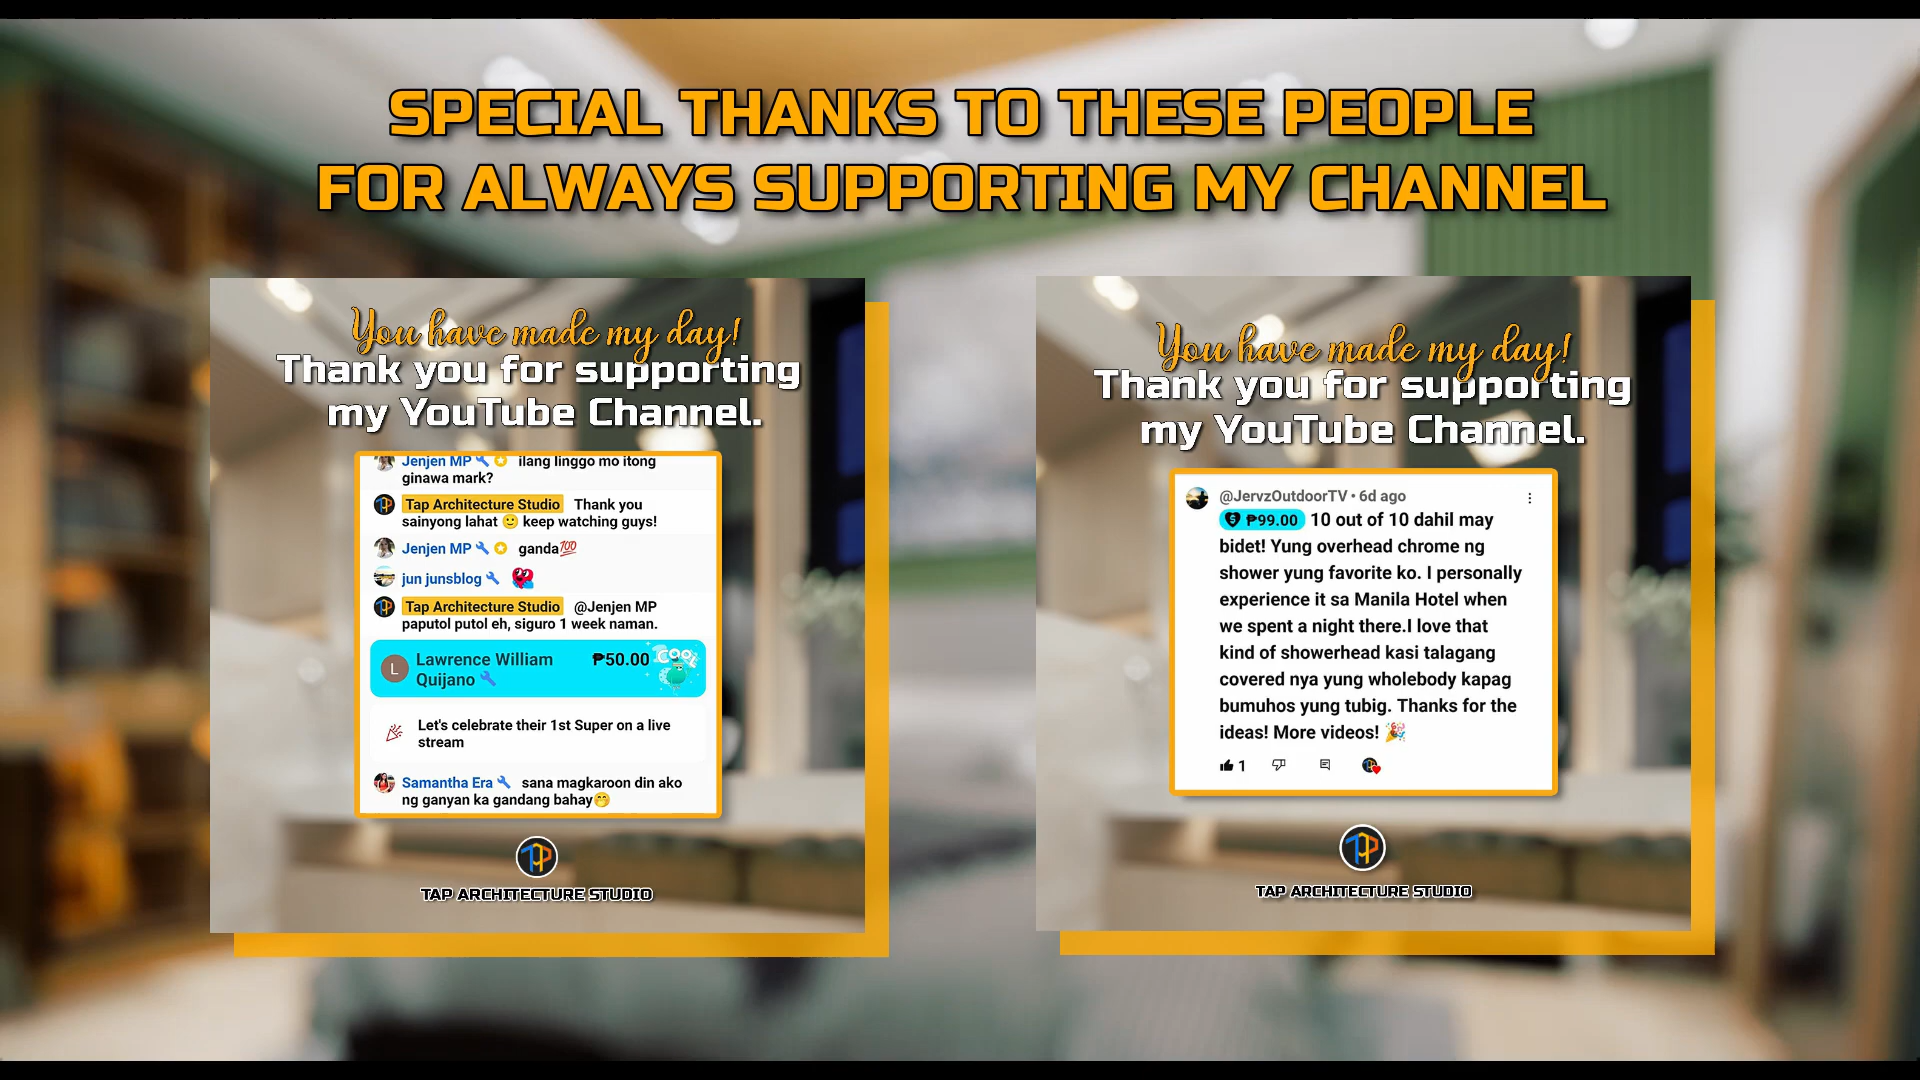 SPECIAL THANKS TO THESE PEOPLE
FOR ALWAYS SUPPORTING MY CHANNEL
You have made my day!
Thank you for supporting
my YouTube Channel.
Jenjen MP ilang linggo mo itong
ginawa mark?
Tap Architecture Studio Thank you
sainyong lahat 🙂 keep watching guys!
Jenjen MP ganda💯
jun junsblog
Tap Architecture Studio @Jenjen MP
paputol putol eh, siguro 1 week naman.
L
Lawrence William
Quijano
₱50.00
COOL
Let's celebrate their 1st Super on a live
stream
Samantha Era sana magkaroon din ako
ng ganyan ka gandang bahay🤭
TAP
TAP ARCHITECTURE STUDIO
You have made my day!
Thank you for supporting
my YouTube Channel.
@JervzOutdoorTV • 6d ago
₱99.00 10 out of 10 dahil may
bidet! Yung overhead chrome ng
shower yung favorite ko. I personally
experience it sa Manila Hotel when
we spent a night there.I love that
kind of showerhead kasi talagang
covered nya yung wholebody kapag
bumuhos yung tubig. Thanks for the
ideas! More videos! 🎉
1
TAP
TAP ARCHITECTURE STUDIO